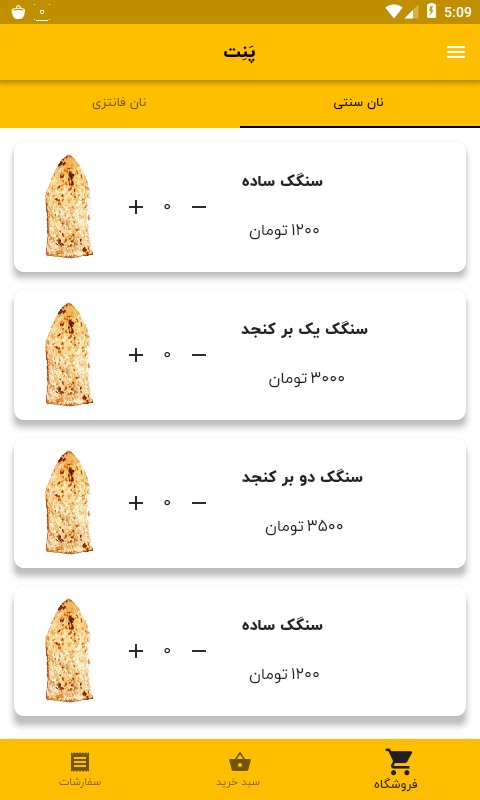 5:09
پَنِت
نان سنتی
نان فانتزی
سنگک ساده
۰
۱۲۰۰ تومان
سنگک یک بر کنجد
۰
۳۰۰۰ تومان
سنگک دو بر کنجد
۰
۳۵۰۰ تومان
سنگک ساده
۰
۱۲۰۰ تومان
فروشگاه
سبد خرید
سفارشات